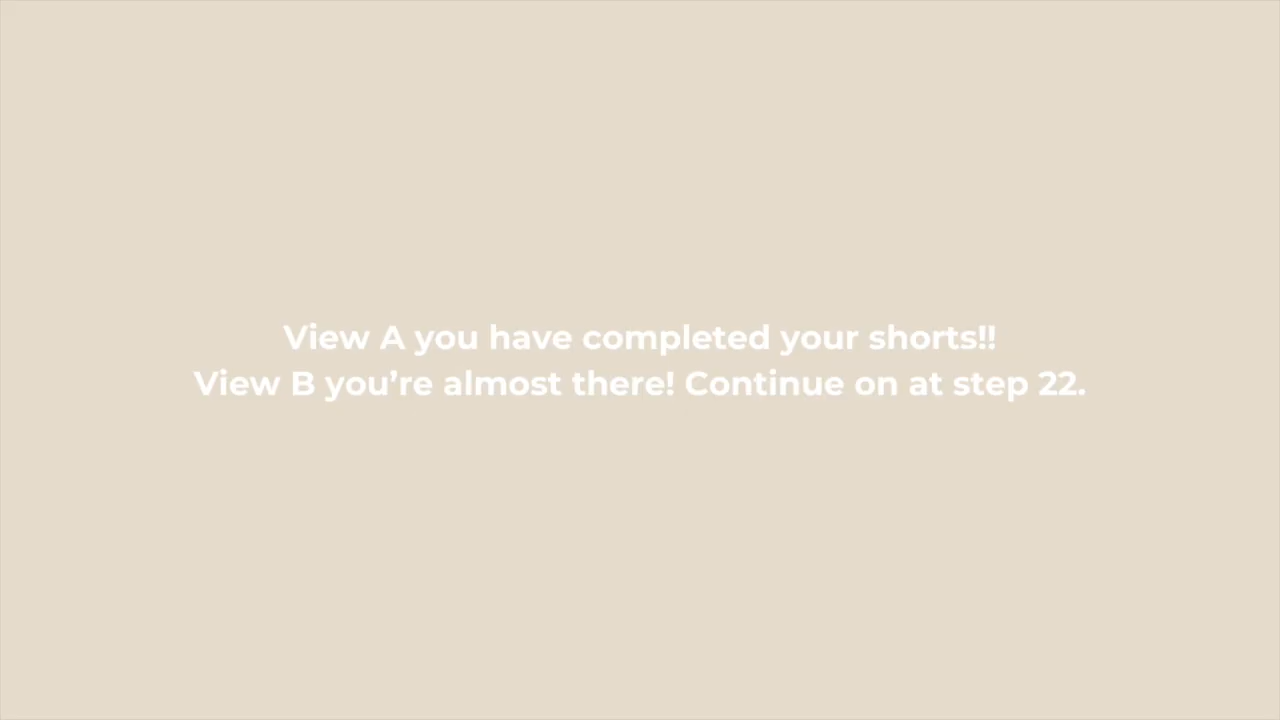 View A you have completed your shorts!!
View B you’re almost there! Continue on at step 22.